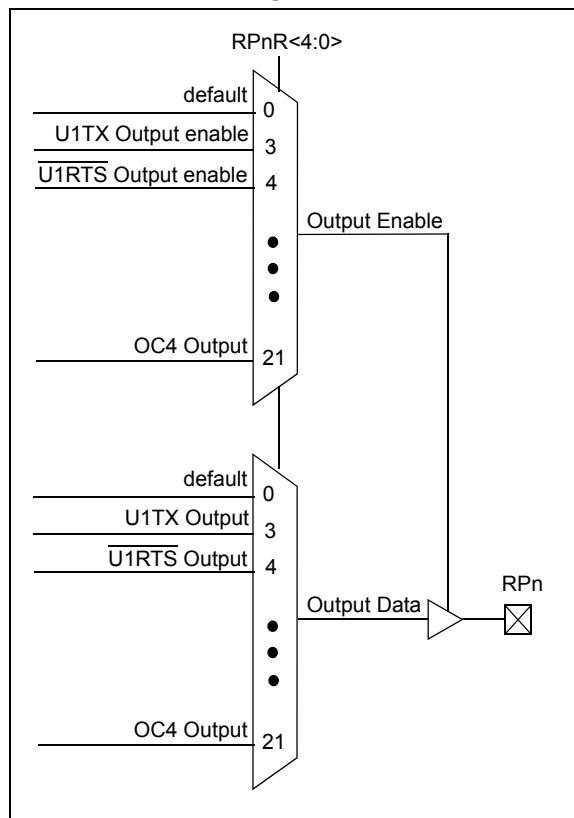 RPnR<4:0>
default
0
U1TX Output enable
3
U1RTS Output enable
4
Output Enable
OC4 Output
21
default
0
U1TX Output
3
U1RTS Output
4
RPn
Output Data
OC4 Output
21